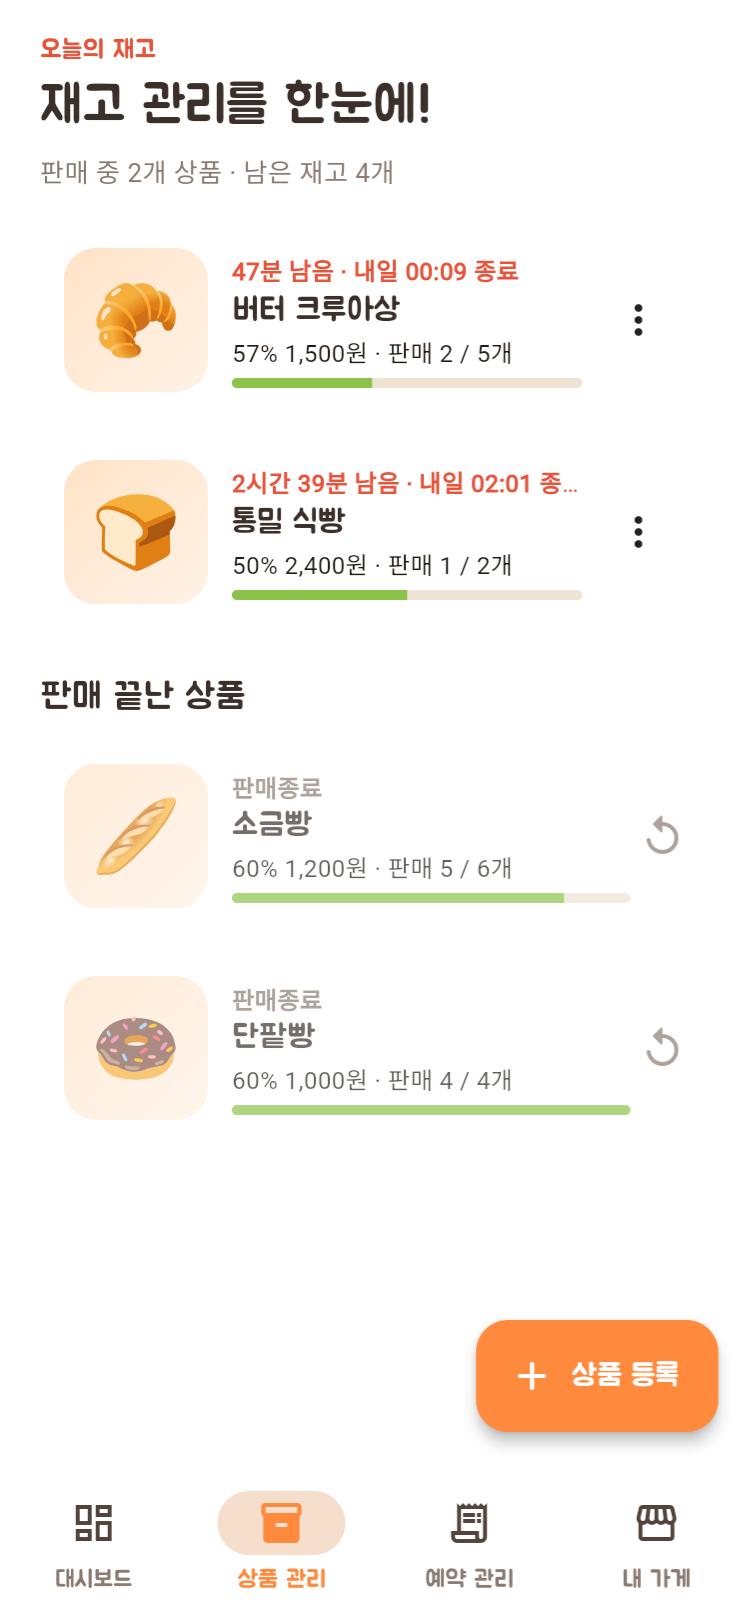 오늘의 재고
재고 관리를 한눈에!
판매 중 2개 상품 · 남은 재고 4개
47분 남음 · 내일 00:09 종료
버터 크루아상
57% 1,500원 · 판매 2 / 5개
2시간 39분 남음 · 내일 02:01 종...
통밀 식빵
50% 2,400원 · 판매 1 / 2개
판매 끝난 상품
판매종료
소금빵
60% 1,200원 · 판매 5 / 6개
판매종료
단팥빵
60% 1,000원 · 판매 4 / 4개
상품 등록
대시보드
상품 관리
예약 관리
내 가게